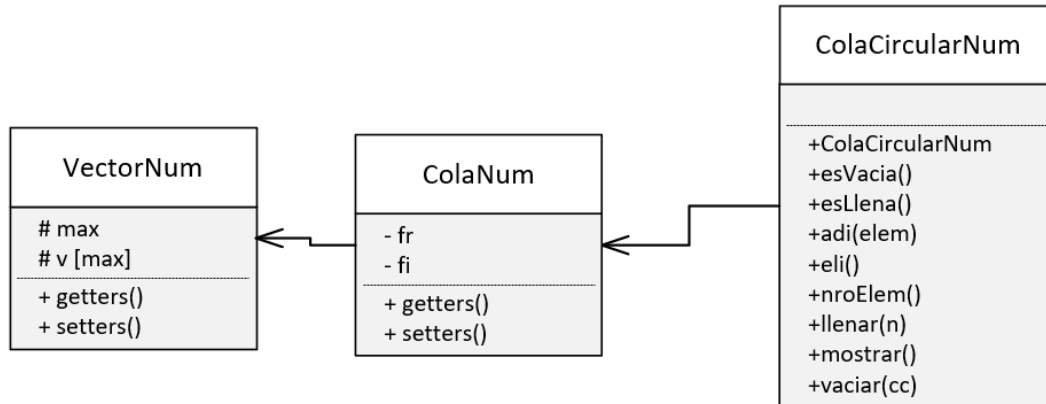 VectorNum
# max
# v [max]
+ getters()
+ setters()
ColaNum
- fr
- fi
+ getters()
+ setters()
ColaCircularNum
+ColaCircularNum
+esVacia()
+esLlena()
+adi(elem)
+eli()
+nroElem()
+llenar(n)
+mostrar()
+vaciar(cc)